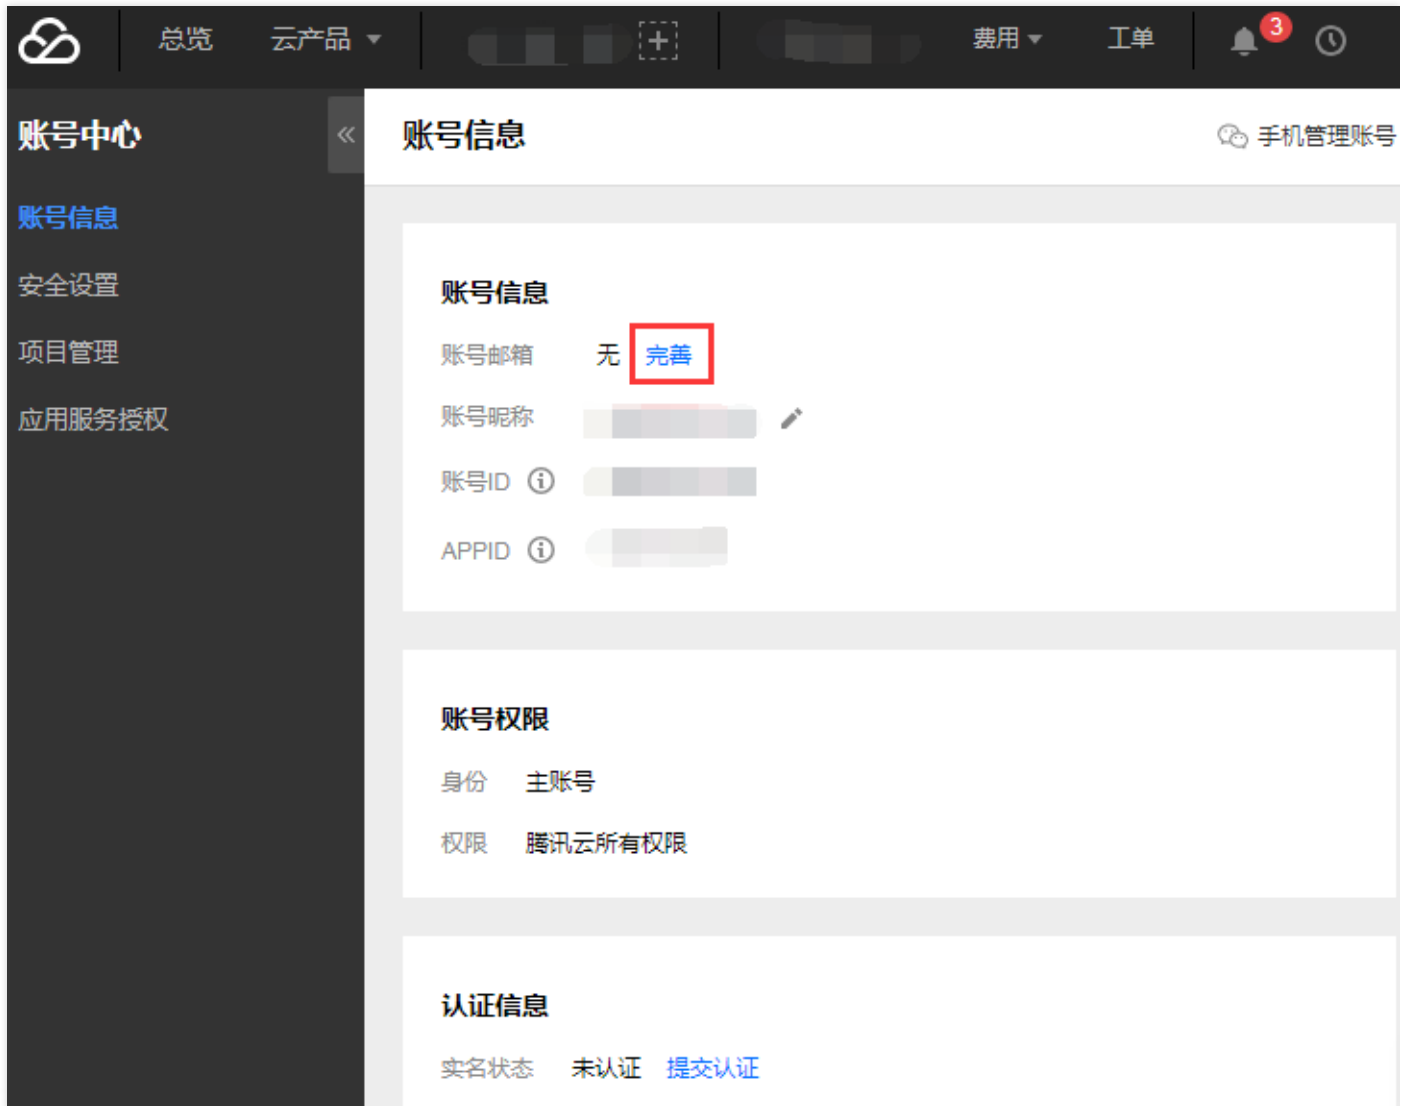 总览 云产品 费用 工单 3
账号中心
账号信息
安全设置
项目管理
应用服务授权
账号信息 手机管理账号
账号信息
账号邮箱 无 完善
账号昵称
账号ID
APPID
账号权限
身份 主账号
权限 腾讯云所有权限
认证信息
实名状态 未认证 提交认证